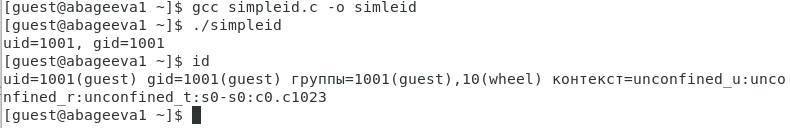 [guest@abageeva1 ~]$ gcc simpleid.c -o simleid
[guest@abageeva1 ~]$ ./simpleid
uid=1001, gid=1001
[guest@abageeva1 ~]$ id
uid=1001(guest) gid=1001(guest) группы=1001(guest),10(wheel) контекст=unconfined_u:unco
nfined_r:unconfined_t:s0-s0:c0.c1023
[guest@abageeva1 ~]$